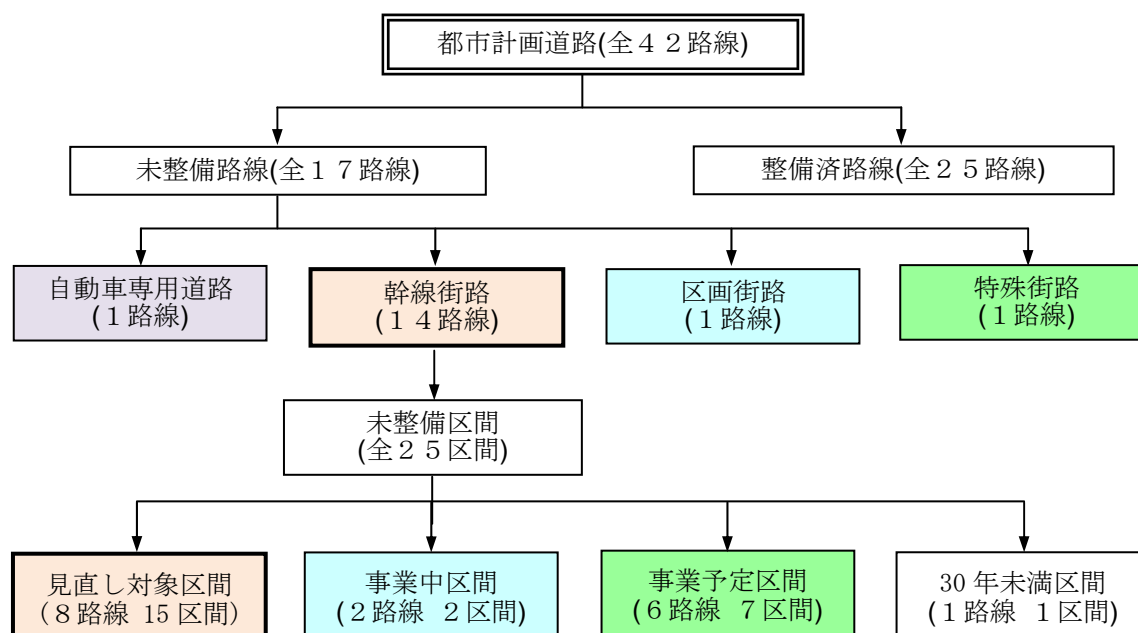 都市計画道路(全４２路線)
未整備路線(全１７路線)
整備済路線(全２５路線)
自動車専用道路
(１路線)
幹線街路
(１４路線)
区画街路
(１路線)
特殊街路
(１路線)
未整備区間
(全２５区間)
見直し対象区間
(８路線 15 区間)
事業中区間
(２路線 ２区間)
事業予定区間
(６路線 ７区間)
30 年未満区間
(１路線 １区間)